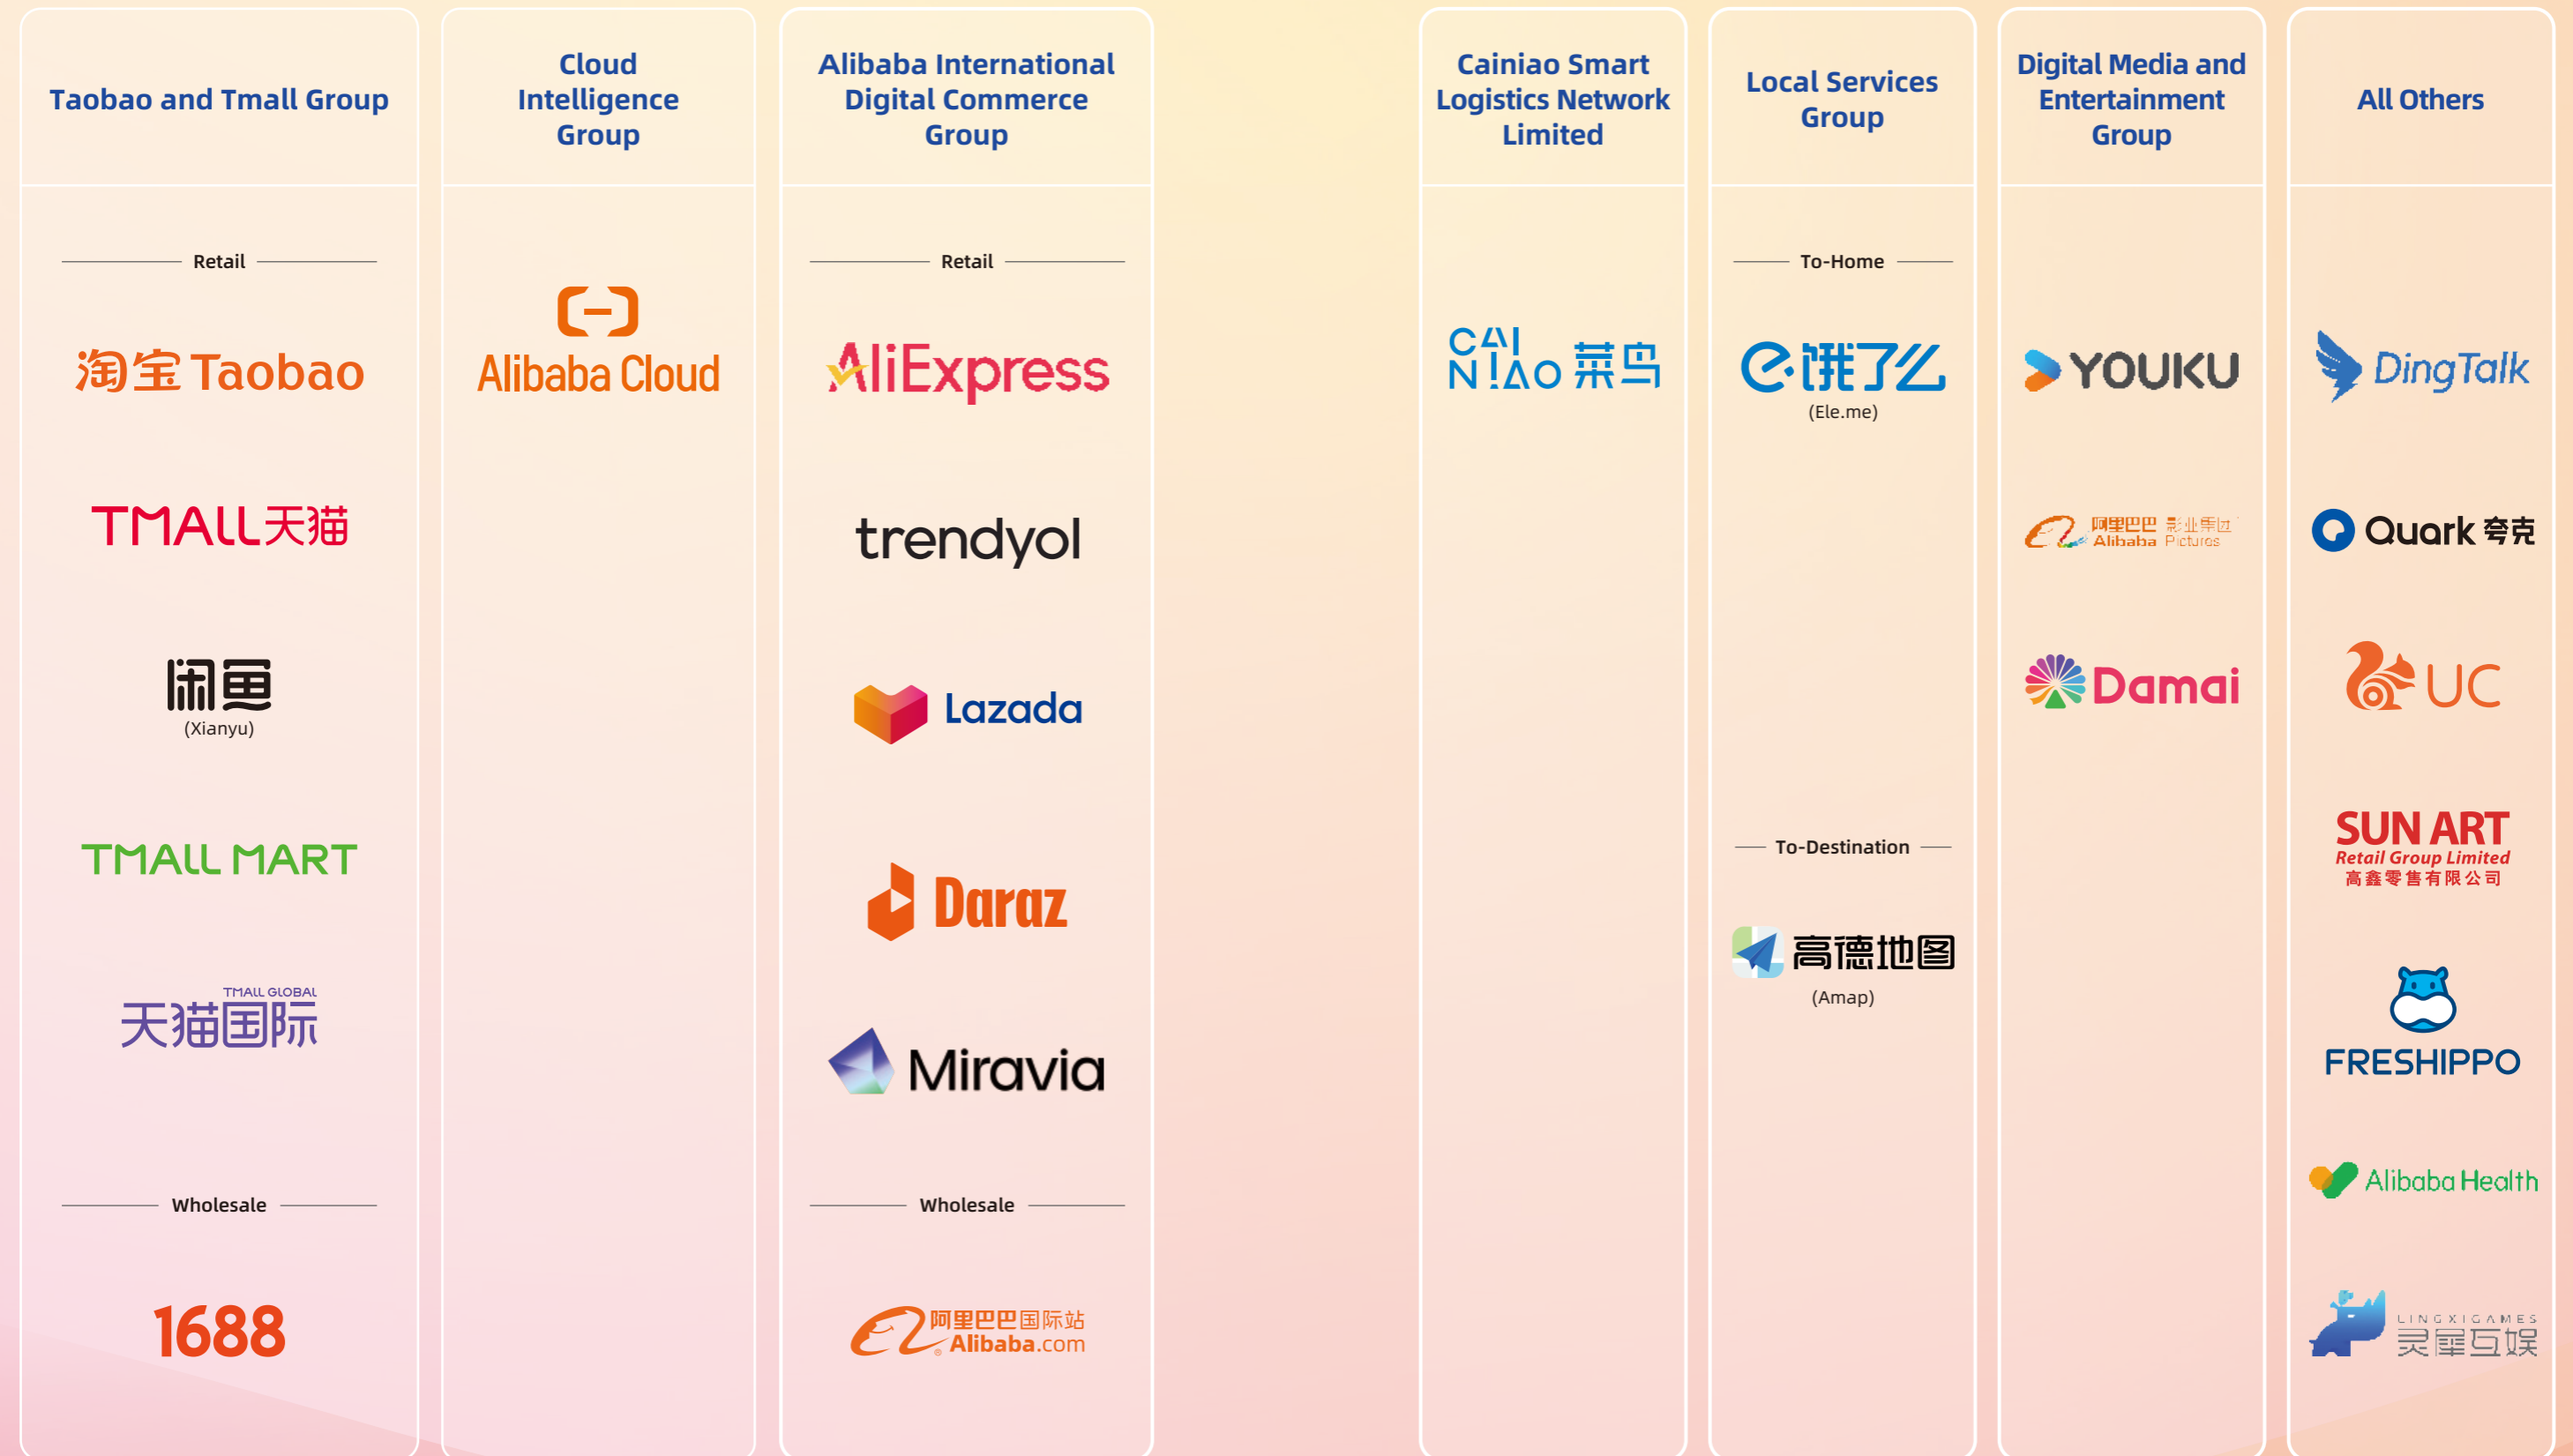 Taobao and Tmall Group
Retail
淘宝 Taobao
TMALL天猫
闲鱼
(Xianyu)
TMALL MART
TMALL GLOBAL
天猫国际
Wholesale
1688
Cloud
Intelligence
Group
Alibaba Cloud
Alibaba International
Digital Commerce
Group
Retail
AliExpress
trendyol
Lazada
Daraz
Miravia
Wholesale
阿里巴巴国际站
Alibaba.com
Cainiao Smart
Logistics Network
Limited
CAI
NIAO 菜鸟
Local Services
Group
To-Home
饿了么
(Ele.me)
To-Destination
高德地图
(Amap)
Digital Media and
Entertainment
Group
YOUKU
阿里巴巴 影业集团
Alibaba Pictures
Damai
All Others
DingTalk
Quark 夸克
UC
SUN ART
Retail Group Limited
高鑫零售有限公司
FRESHIPPO
Alibaba Health
LINGXIGAMES
灵犀互娱